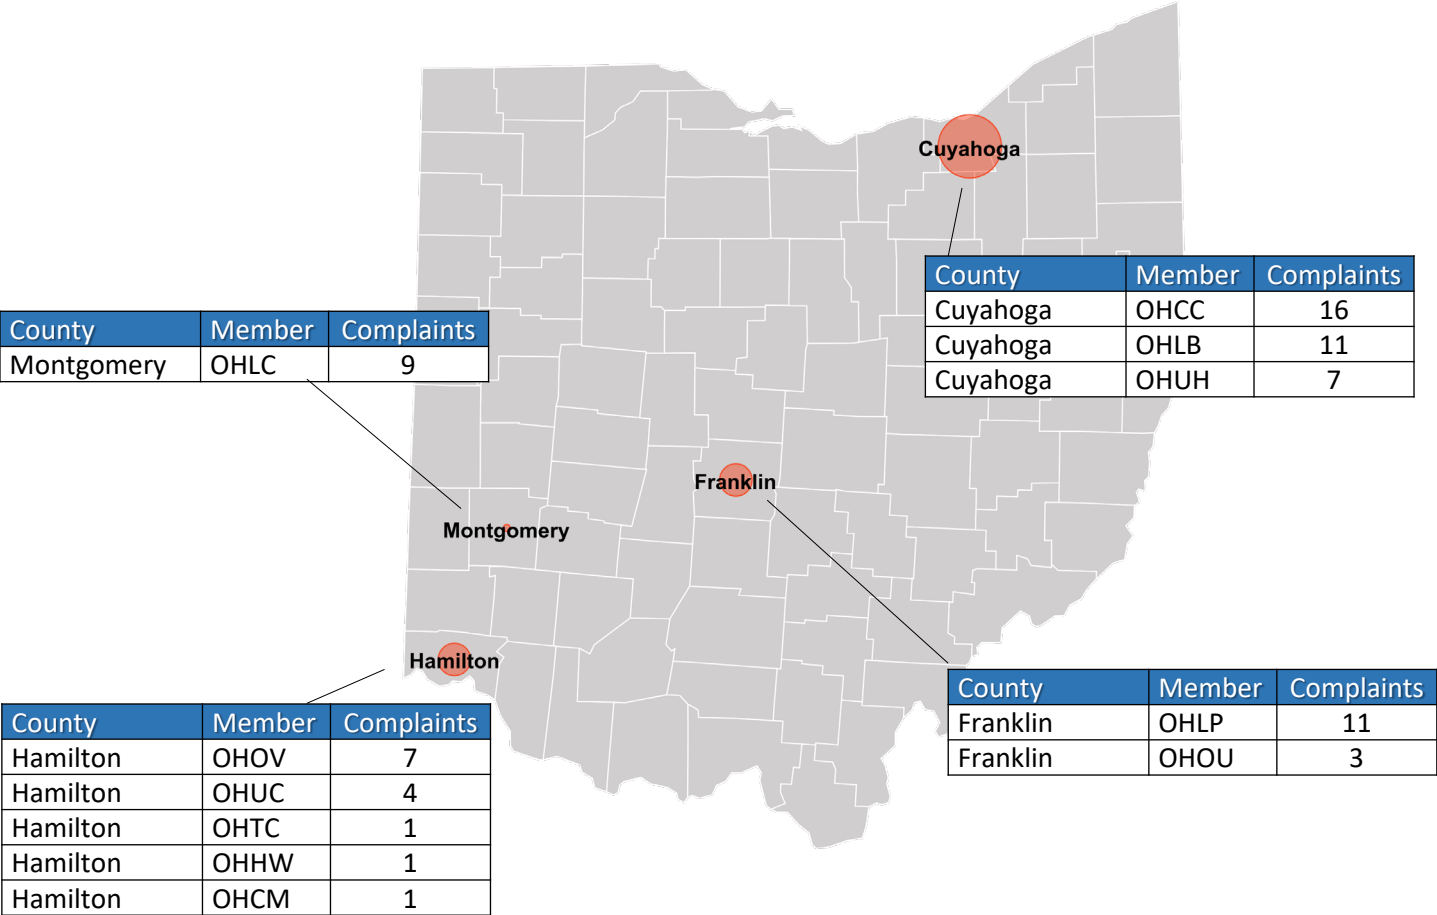 Cuyahoga
County Member Complaints
Cuyahoga OHCC 16
Cuyahoga OHLB 11
Cuyahoga OHUH 7
County Member Complaints
Montgomery OHLC 9
Franklin
Montgomery
Hamilton
County Member Complaints
Franklin OHLP 11
Franklin OHOU 3
County Member Complaints
Hamilton OHOV 7
Hamilton OHUC 4
Hamilton OHTC 1
Hamilton OHHW 1
Hamilton OHCM 1